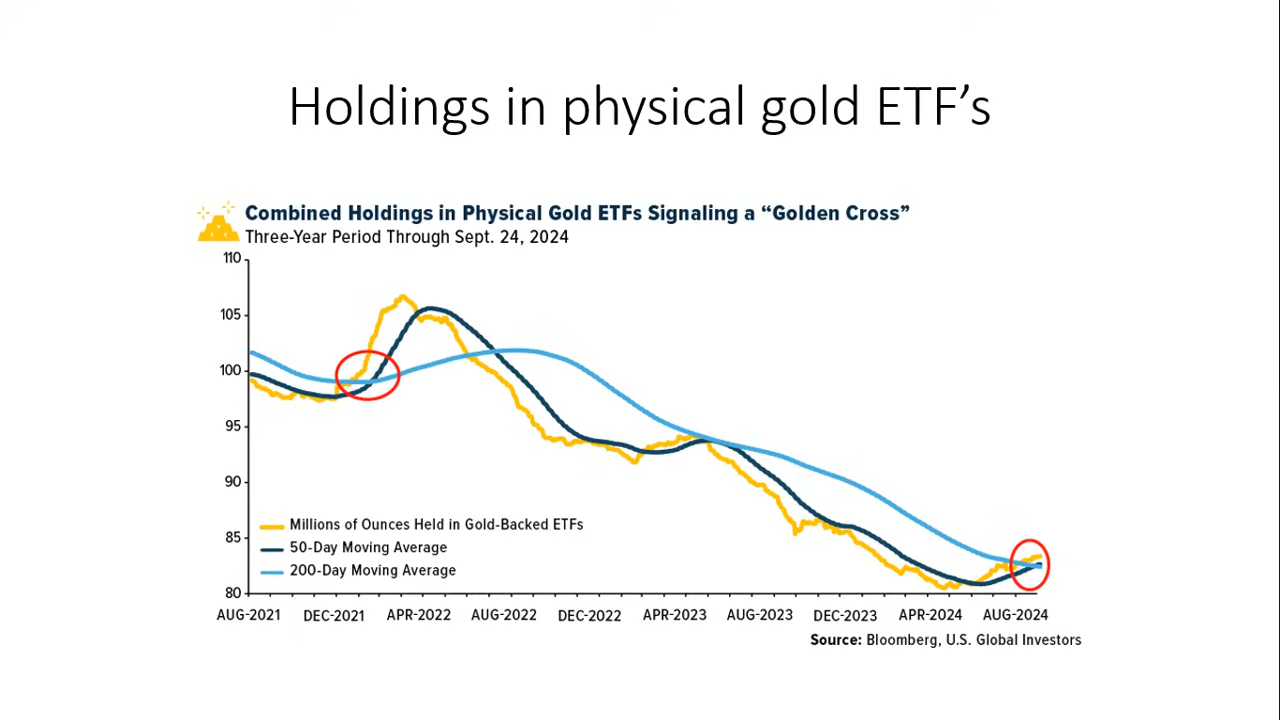 Holdings in physical gold ETF’s
Combined Holdings in Physical Gold ETFs Signaling a “Golden Cross”
Three-Year Period Through Sept. 24, 2024
110
105
100
95
90
85
80
Millions of Ounces Held in Gold-Backed ETFs
50-Day Moving Average
200-Day Moving Average
AUG-2021 DEC-2021 APR-2022 AUG-2022 DEC-2022 APR-2023 AUG-2023 DEC-2023 APR-2024 AUG-2024
Source: Bloomberg, U.S. Global Investors